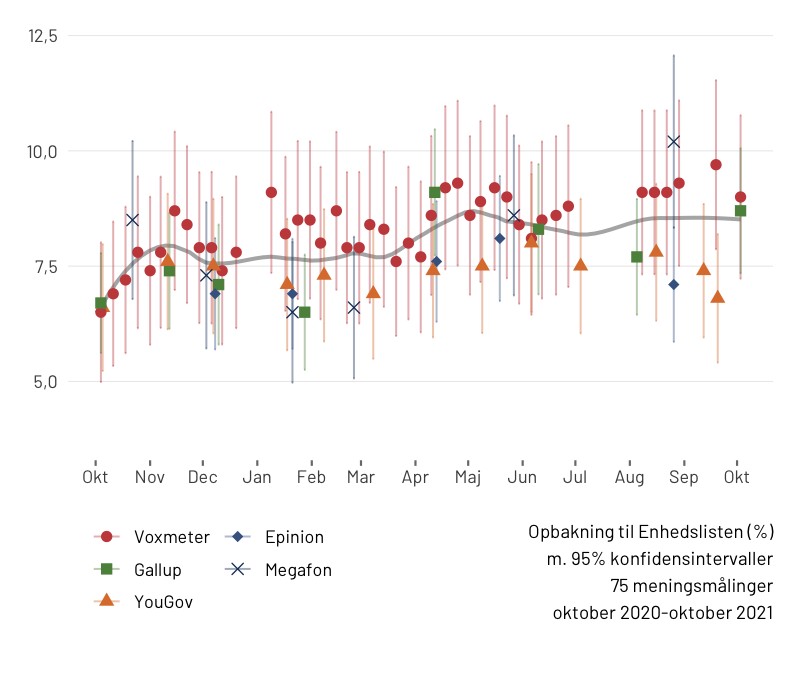 12,5
10,0
7,5
5,0
Okt Nov Dec Jan Feb Mar Apr Maj Jun Jul Aug Sep Okt
Voxmeter Epinion
Gallup Megafon
YouGov
Opbakning til Enhedslisten (%)
m. 95% konfidensintervaller
75 meningsmålinger
oktober 2020-oktober 2021